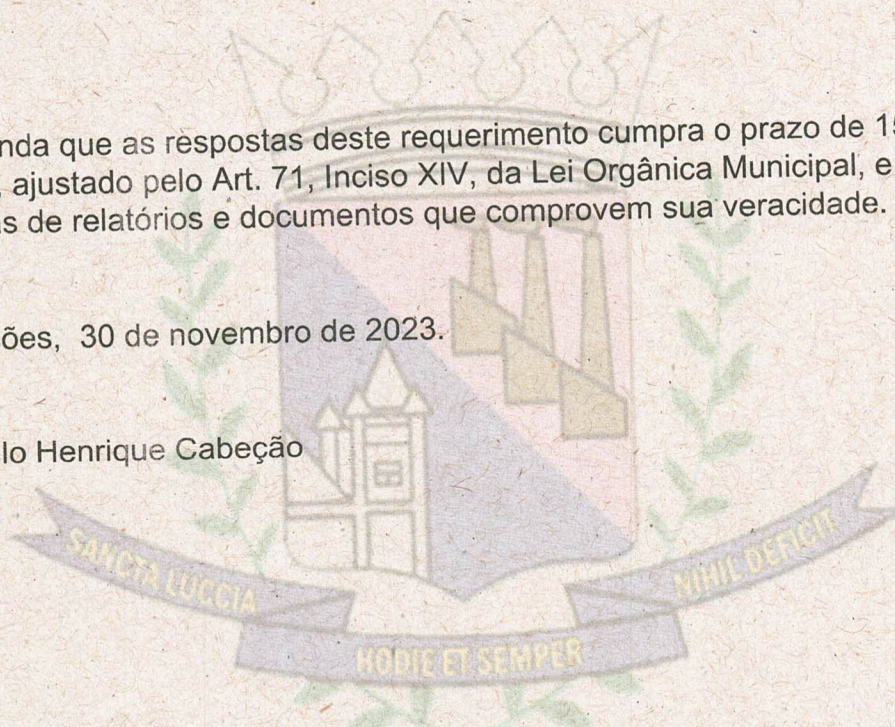 nda que as respostas deste requerimento cumpra o prazo de 15
, ajustado pelo Art. 71, Inciso XIV, da Lei Orgânica Municipal, e
s de relatórios e documentos que comprovem sua veracidade.
ões, 30 de novembro de 2023.
lo Henrique Cabeção
SANCTA LUCCIA
HODIE ET SEMPER
NIHIL DEFICIT